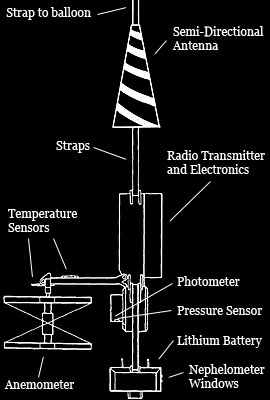 Strap to balloon
Semi-Directional
Antenna
Straps
Radio Transmitter
and Electronics
Temperature
Sensors
Photometer
Pressure Sensor
Lithium Battery
Nephelometer
Windows
Anemometer